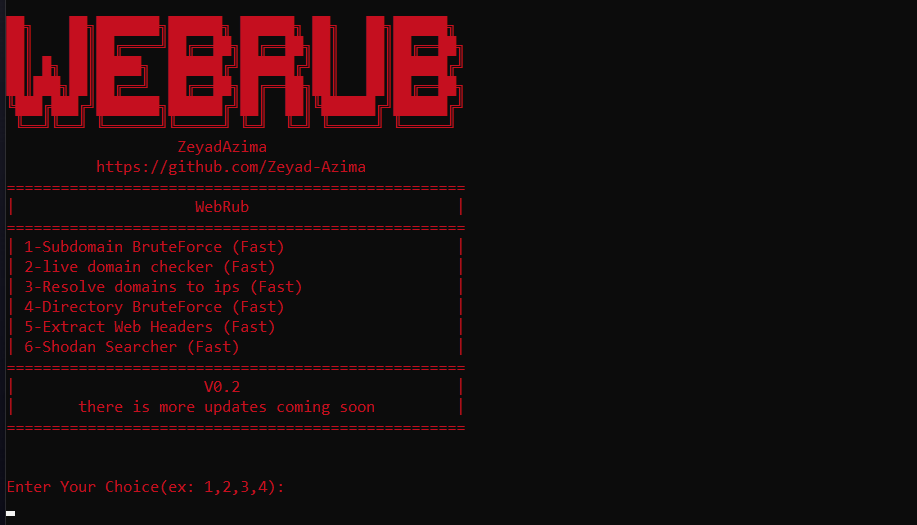 WEBRUB
ZeyadAzima
https://github.com/Zeyad-Azima
==================================================
| WebRub |
==================================================
| 1-Subdomain BruteForce (Fast) |
| 2-live domain checker (Fast) |
| 3-Resolve domains to ips (Fast) |
| 4-Directory BruteForce (Fast) |
| 5-Extract Web Headers (Fast) |
| 6-Shodan Searcher (Fast) |
==================================================
| V0.2 |
| there is more updates coming soon |
==================================================
Enter Your Choice(ex: 1,2,3,4):